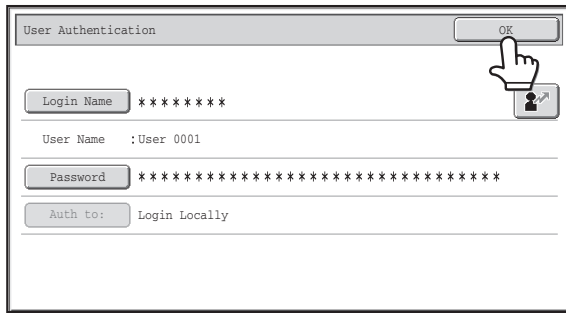 User Authentication OK
Login Name ********
User Name :User 0001
Password ********************************
Auth to: Login Locally